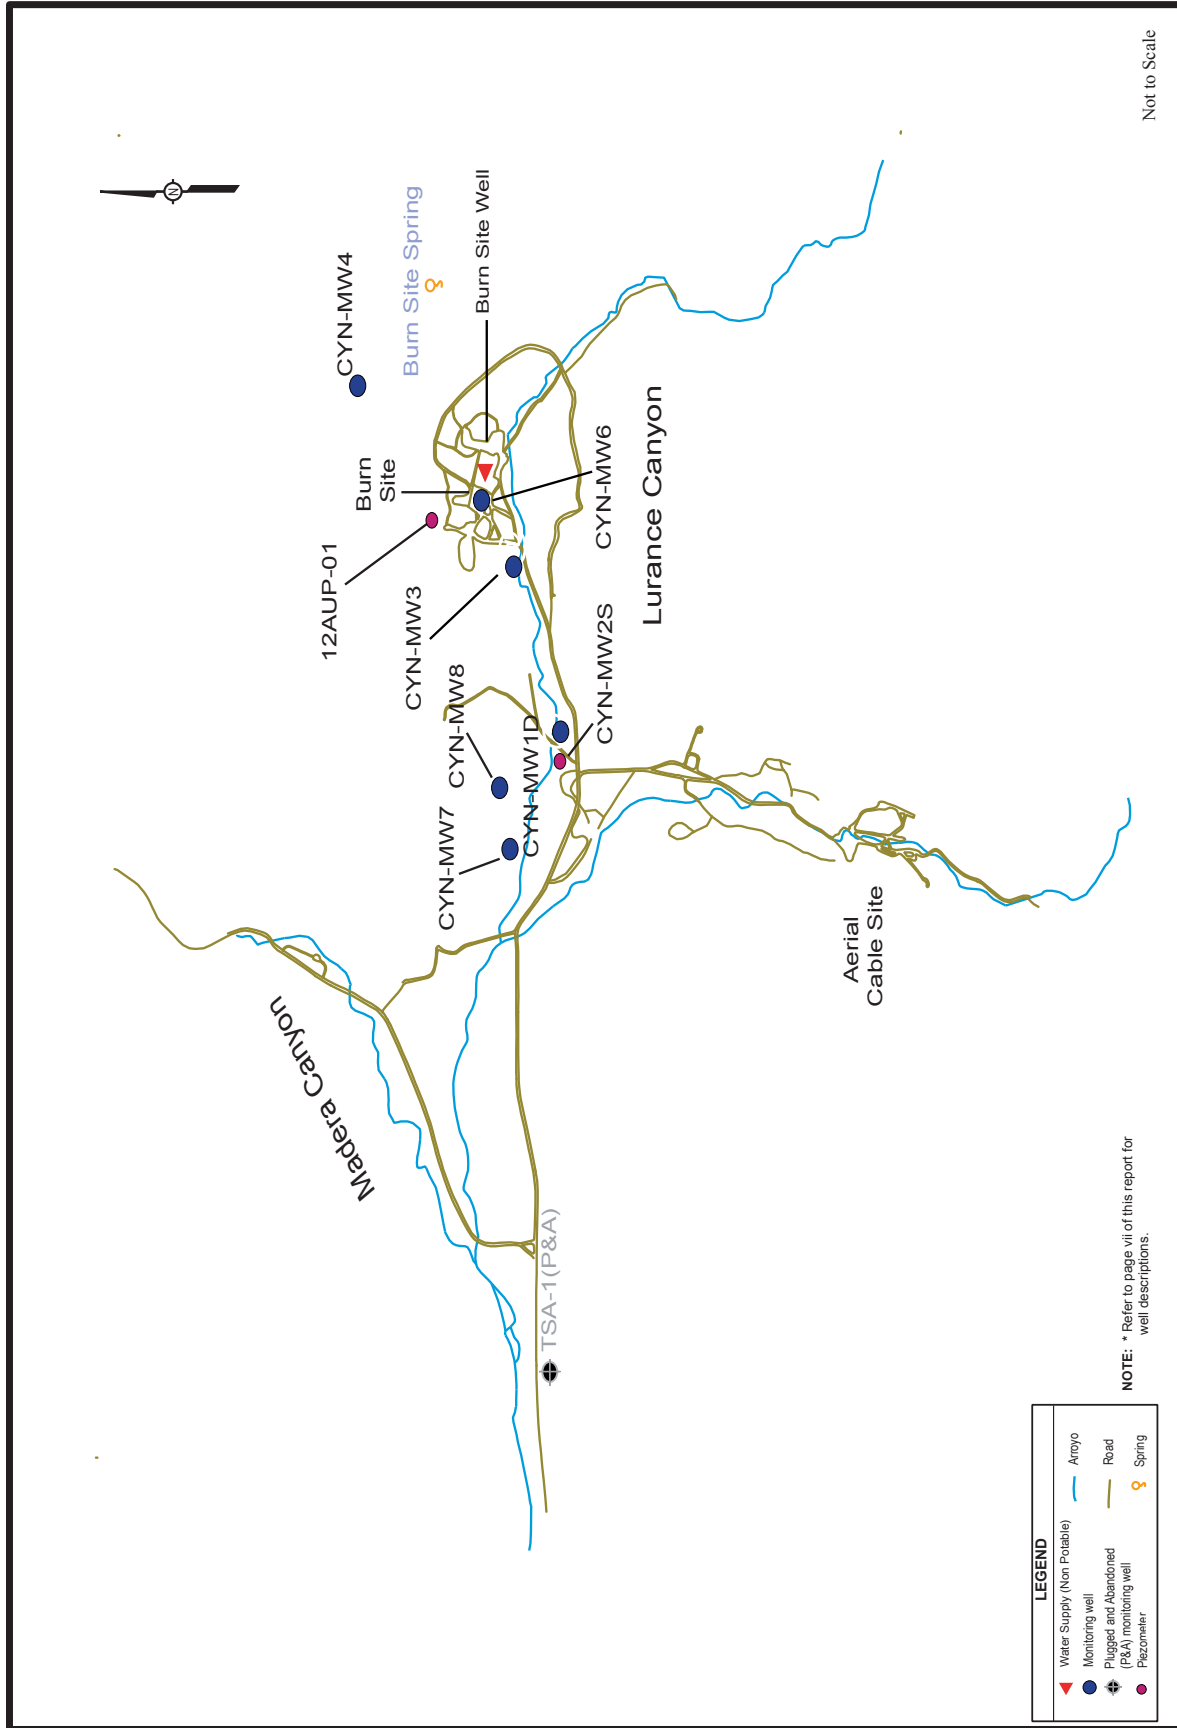 Madera Canyon
TSA-1(P&A)
CYN-MW7
CYN-MW8
CYN-MW1D
CYN-MW2S
CYN-MW3
12AUP-01
Burn
Site
CYN-MW6
CYN-MW4
Burn Site Spring
Burn Site Well
Lurance Canyon
Aerial
Cable Site
N
Not to Scale
LEGEND
Water Supply (Non Potable)
Monitoring well
Plugged and Abandoned
(P&A) monitoring well
Piezometer
Arroyo
Road
Spring
NOTE: * Refer to page vii of this report for
well descriptions.